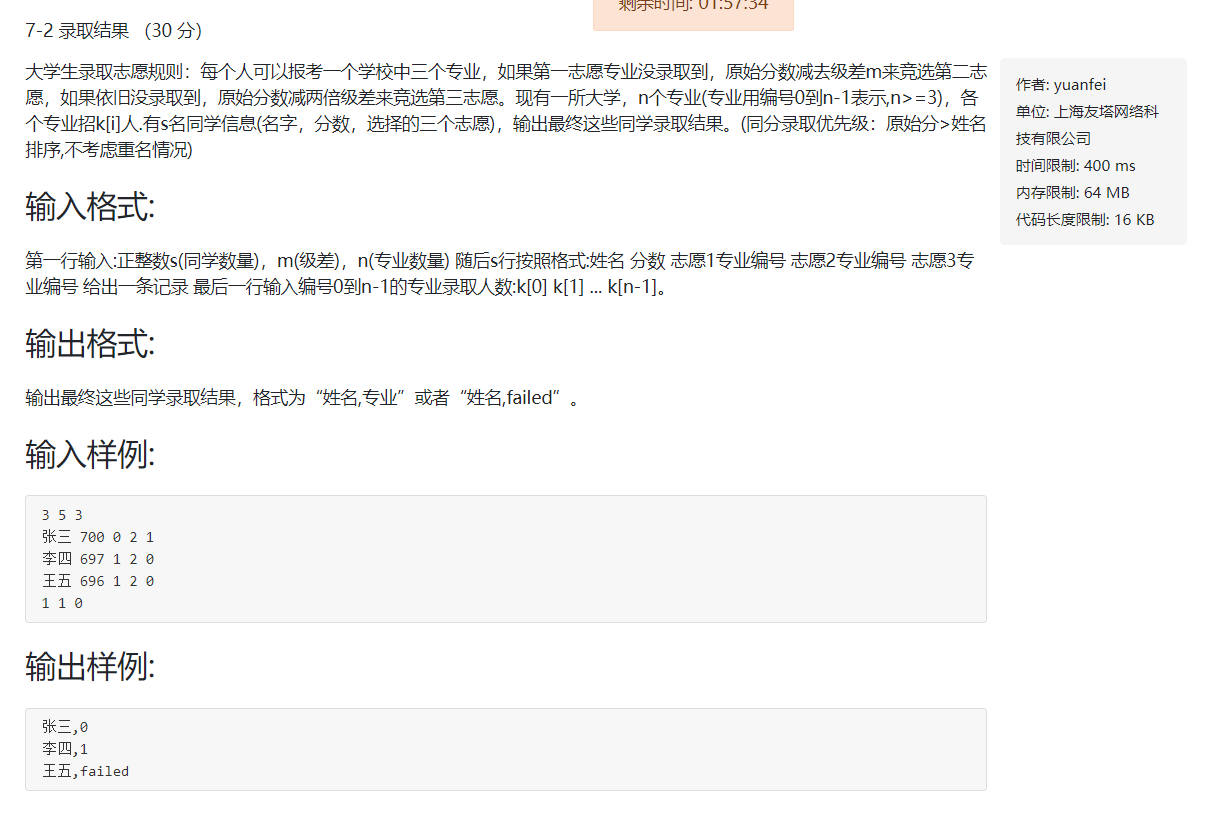 剩余时间: 01:57:34
7-2 录取结果 （30 分）
大学生录取志愿规则：每个人可以报考一个学校中三个专业，如果第一志愿专业没录取到，原始分数减去级差m来竞选第二志
愿，如果依旧没录取到，原始分数减两倍级差来竞选第三志愿。现有一所大学，n个专业(专业用编号0到n-1表示,n>=3)，各
个专业招k[i]人.有s名同学信息(名字，分数，选择的三个志愿)，输出最终这些同学录取结果。(同分录取优先级：原始分>姓名
排序,不考虑重名情况)
作者: yuanfei
单位: 上海友塔网络科
技有限公司
时间限制: 400 ms
内存限制: 64 MB
代码长度限制: 16 KB
输入格式:
第一行输入:正整数s(同学数量)，m(级差)，n(专业数量) 随后s行按照格式:姓名 分数 志愿1专业编号 志愿2专业编号 志愿3专
业编号 给出一条记录 最后一行输入编号0到n-1的专业录取人数:k[0] k[1] ... k[n-1]。
输出格式:
输出最终这些同学录取结果，格式为“姓名,专业”或者“姓名,failed”。
输入样例:
3 5 3
张三 700 0 2 1
李四 697 1 2 0
王五 696 1 2 0
1 1 0
输出样例:
张三,0
李四,1
王五,failed